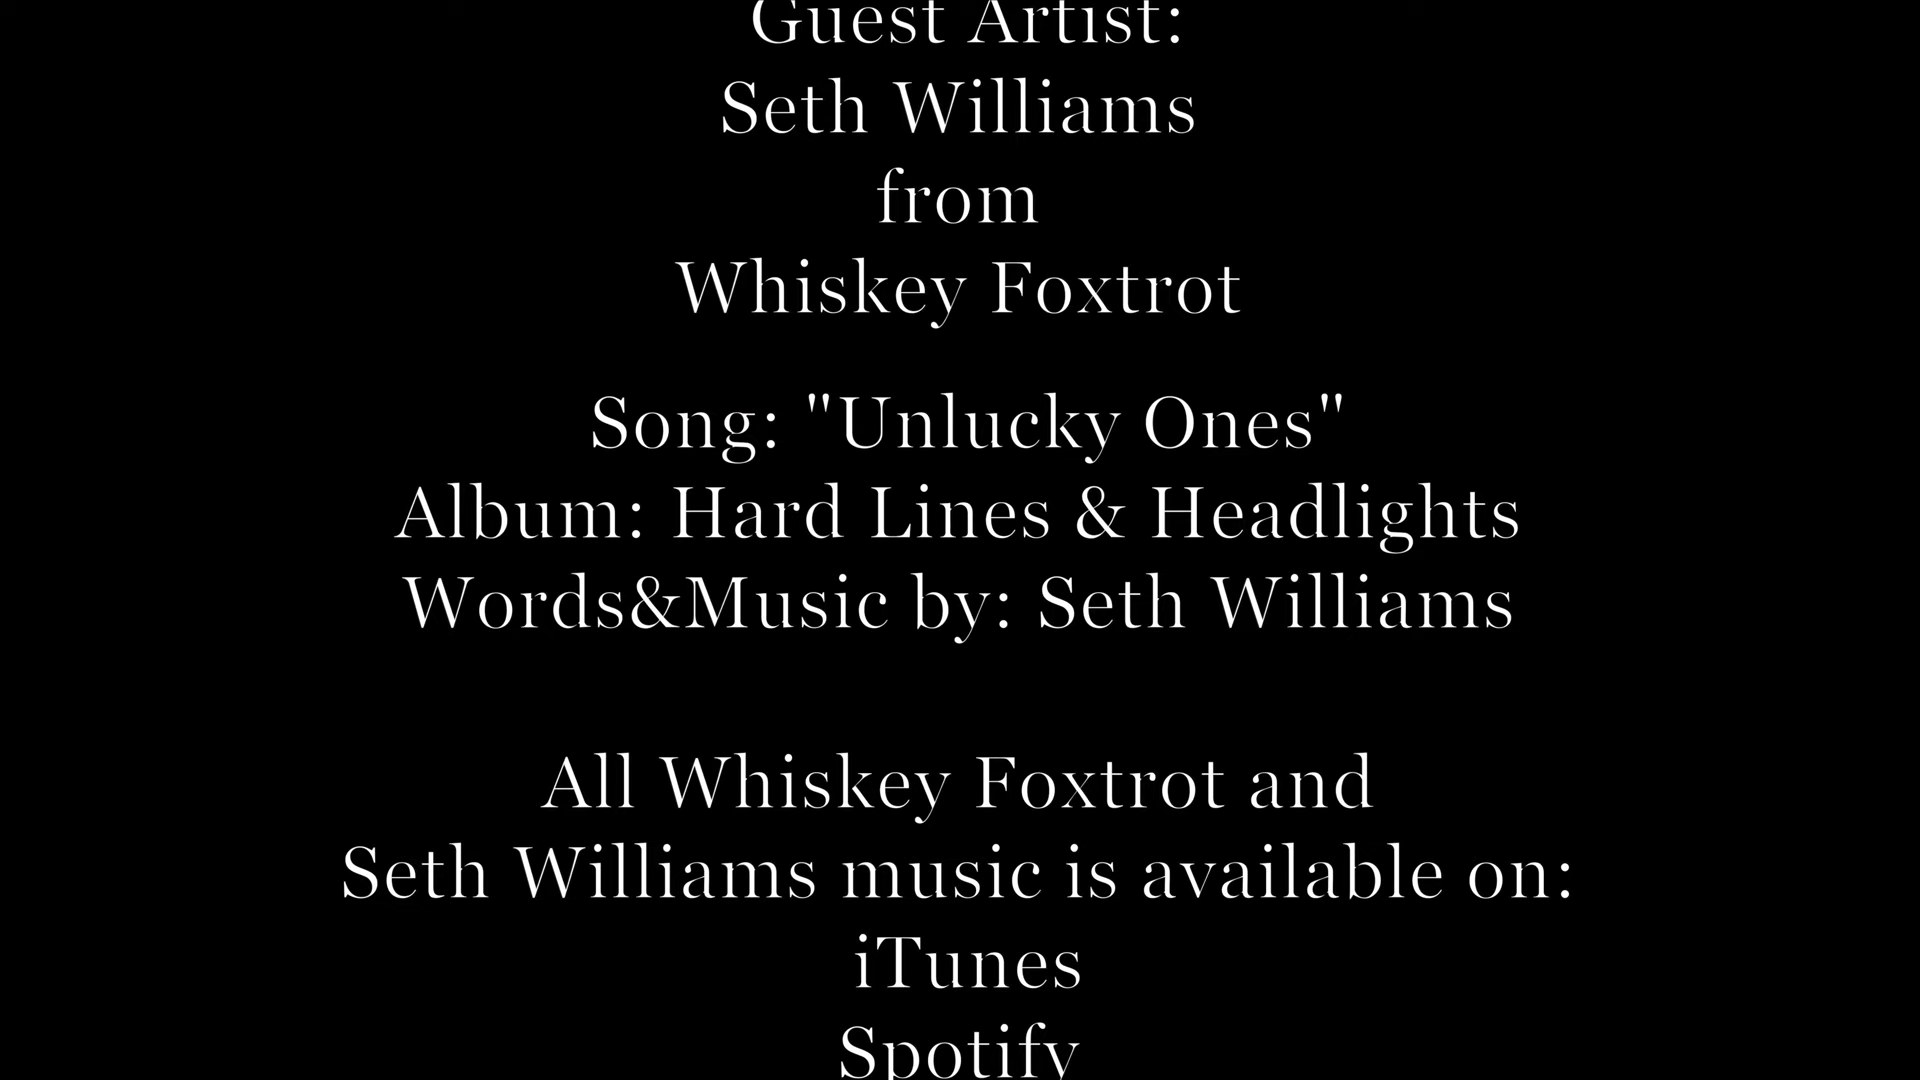 Guest Artist:
Seth Williams
from
Whiskey Foxtrot
Song: "Unlucky Ones"
Album: Hard Lines & Headlights
Words&Music by: Seth Williams
All Whiskey Foxtrot and
Seth Williams music is available on:
iTunes
Spotify